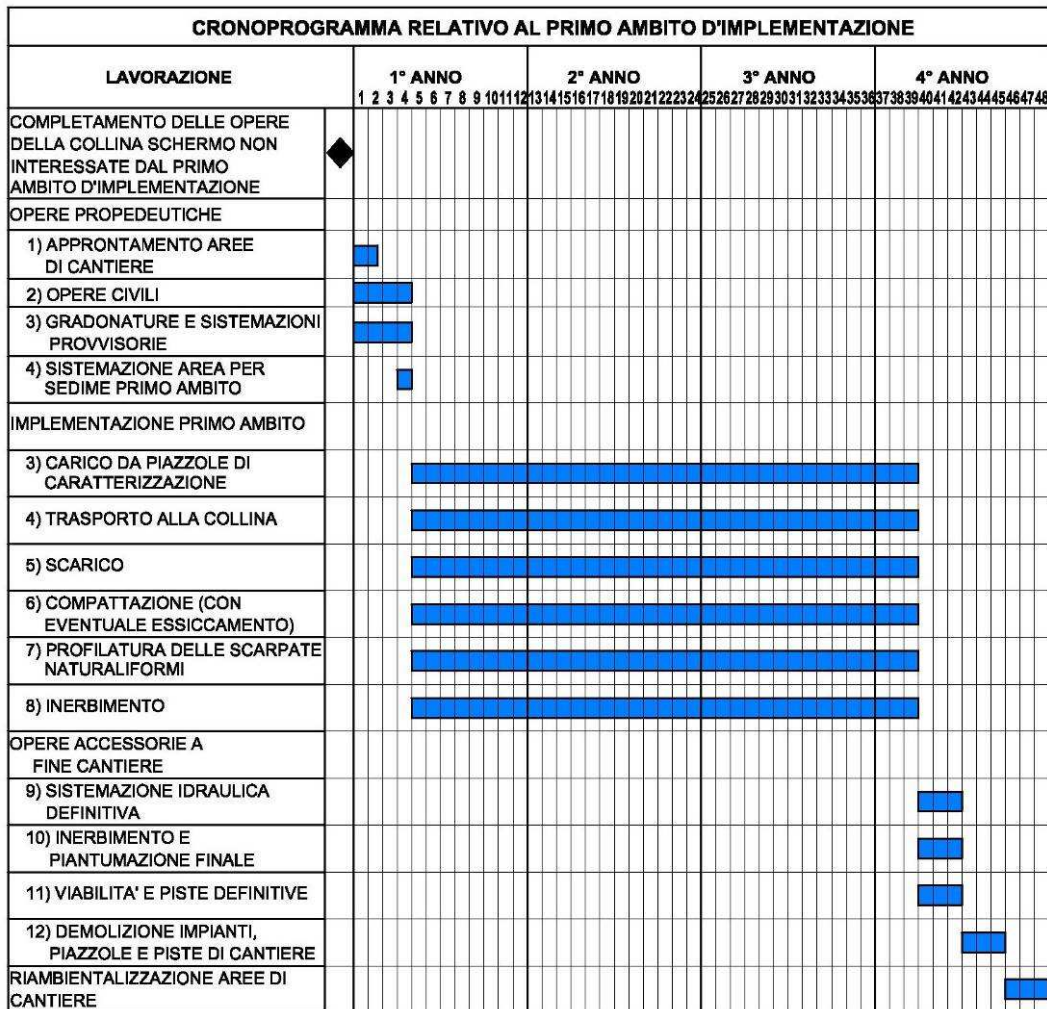 CRONOPROGRAMMA RELATIVO AL PRIMO AMBITO D'IMPLEMENTAZIONE
LAVORAZIONE
1° ANNO 2° ANNO 3° ANNO 4° ANNO
1 2 3 4 5 6 7 8 9 10 11 12 13 14 15 16 17 18 19 20 21 22 23 24 25 26 27 28 29 30 31 32 33 34 35 36 37 38 39 40 41 42 43 44 45 46 47 48
COMPLETAMENTO DELLE OPERE
DELLA COLLINA SCHERMO NON
INTERESSATE DAL PRIMO
AMBITO D'IMPLEMENTAZIONE
OPERE PROPEDEUTICHE
1) APPRONTAMENTO AREE
DI CANTIERE
2) OPERE CIVILI
3) GRADONATURE E SISTEMAZIONI
PROVVISORIE
4) SISTEMAZIONE AREA PER
SEDIME PRIMO AMBITO
IMPLEMENTAZIONE PRIMO AMBITO
3) CARICO DA PIAZZOLE DI
CARATTERIZZAZIONE
4) TRASPORTO ALLA COLLINA
5) SCARICO
6) COMPATTAZIONE (CON
EVENTUALE ESSICCAMENTO)
7) PROFILATURA DELLE SCARPATE
NATURALIFORMI
8) INERBIMENTO
OPERE ACCESSORIE A
FINE CANTIERE
9) SISTEMAZIONE IDRAULICA
DEFINITIVA
10) INERBIMENTO E
PIANTUMAZIONE FINALE
11) VIABILITA' E PISTE DEFINITIVE
12) DEMOLIZIONE IMPIANTI,
PIAZZOLE E PISTE DI CANTIERE
RIAMBIENTALIZZAZIONE AREE DI
CANTIERE